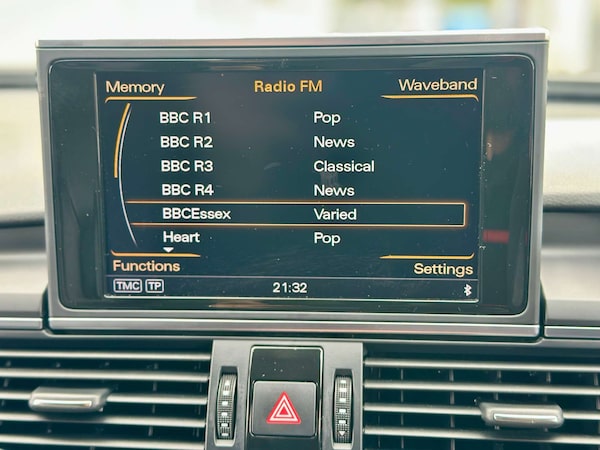 Memory Radio FM Waveband
BBC R1 Pop
BBC R2 News
BBC R3 Classical
BBC R4 News
BBCEssex Varied
Heart Pop
Functions Settings
TMC TP 21:32